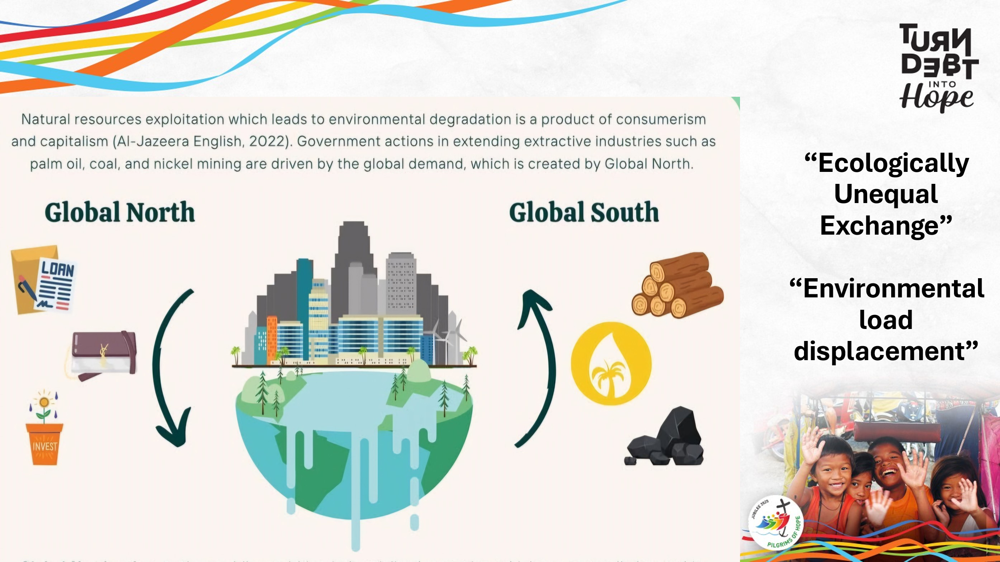 TURN
DEBT
INTO
Hope
Natural resources exploitation which leads to environmental degradation is a product of consumerism
and capitalism (Al-Jazeera English, 2022). Government actions in extending extractive industries such as
palm oil, coal, and nickel mining are driven by the global demand, which is created by Global North.
Global North
Global South
LOAN
INVEST
“Ecologically
Unequal
Exchange”
“Environmental
load
displacement”
JUBILEE 2025
PILGRIMS OF HOPE